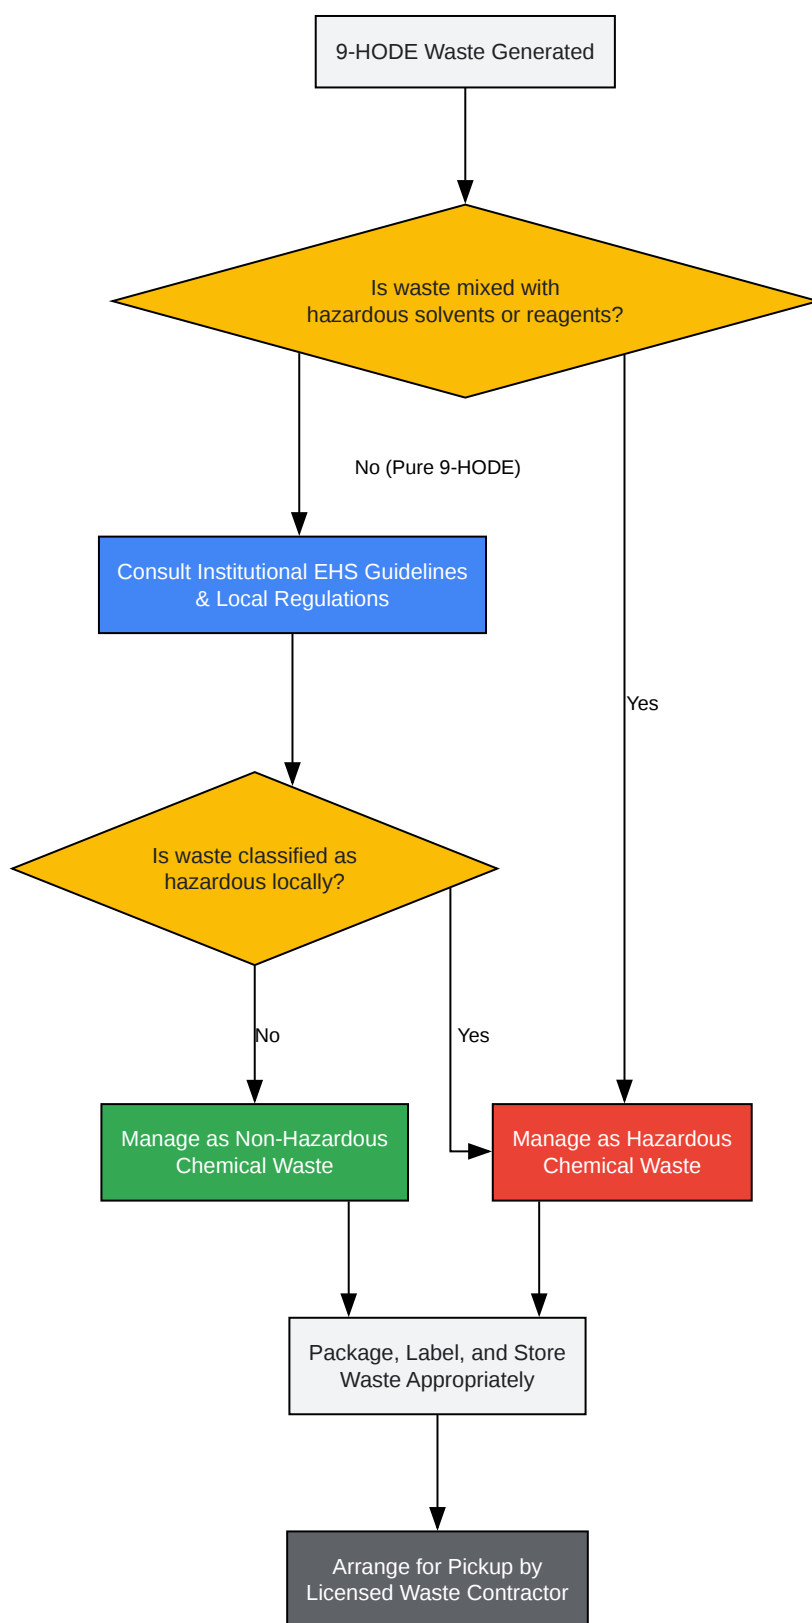 9-HODE Waste Generated
Is waste mixed with
hazardous solvents or reagents?
No (Pure 9-HODE)
Consult Institutional EHS Guidelines
& Local Regulations
Yes
Is waste classified as
hazardous locally?
No
Yes
Manage as Non-Hazardous
Chemical Waste
Manage as Hazardous
Chemical Waste
Package, Label, and Store
Waste Appropriately
Arrange for Pickup by
Licensed Waste Contractor